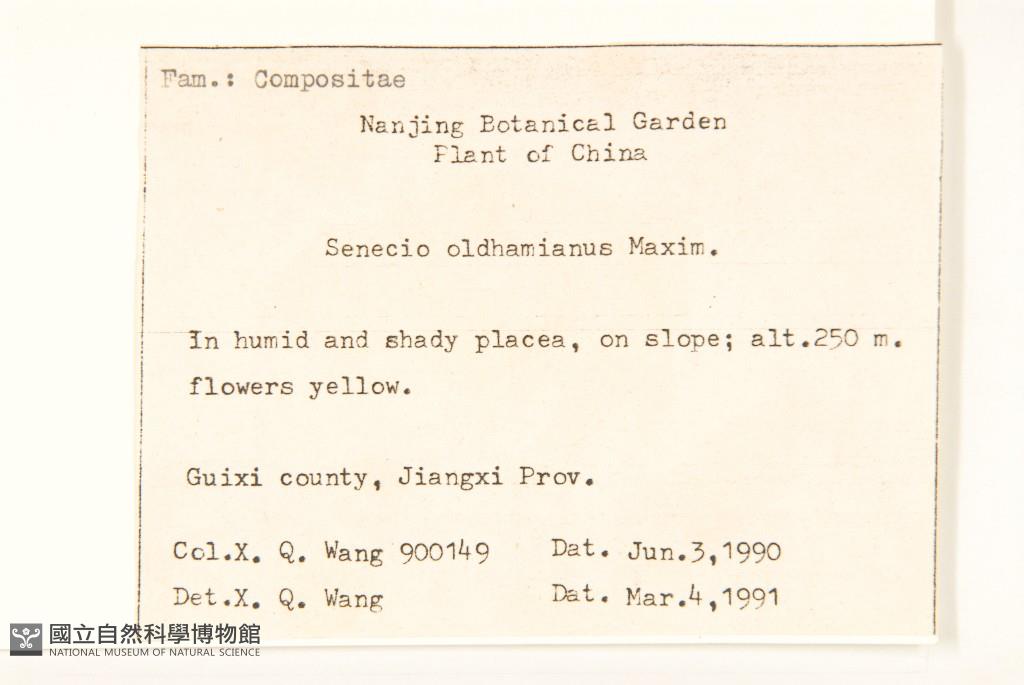 Fam.: Compositae
Nanjing Botanical Garden
Plant of China
Senecio oldhamianus Maxim.
In humid and shady placea, on slope; alt.250 m.
flowers yellow.
Guixi county, Jiangxi Prov.
Col.X. Q. Wang 900149 Dat. Jun.3,1990
Det.X. Q. Wang Dat. Mar.4,1991
國立自然科學博物館
NATIONAL MUSEUM OF NATURAL SCIENCE